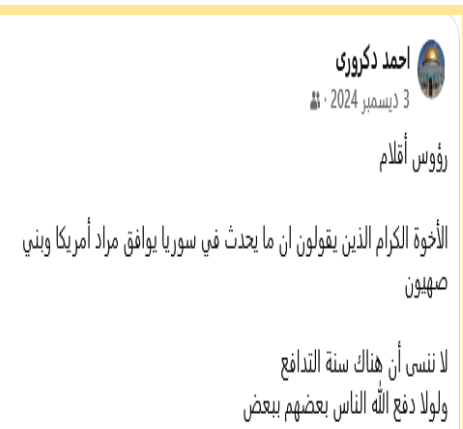 احمد دكرورى
3 ديسمبر 2024 ·
رؤوس أقلام
الأخوة الكرام الذين يقولون ان ما يحدث في سوريا يوافق مراد أمريكا وبني
صهيون
لا ننسى أن هناك سنة التدافع
ولولا دفع الله الناس بعضهم ببعض